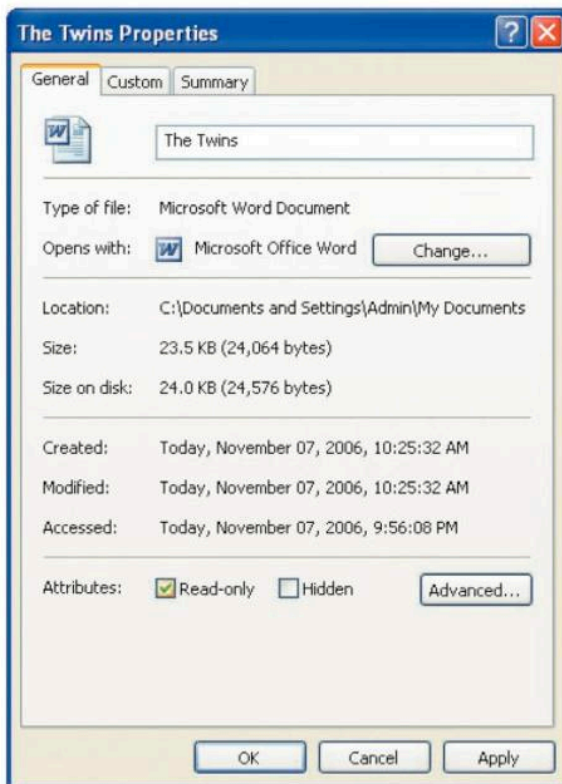 The Twins Properties
General Custom Summary
The Twins
Type of file: Microsoft Word Document
Opens with: Microsoft Office Word Change...
Location: C:\Documents and Settings\Admin\My Documents
Size: 23.5 KB (24,064 bytes)
Size on disk: 24.0 KB (24,576 bytes)
Created: Today, November 07, 2006, 10:25:32 AM
Modified: Today, November 07, 2006, 10:25:32 AM
Accessed: Today, November 07, 2006, 9:56:08 PM
Attributes: Read-only Hidden Advanced...
OK Cancel Apply